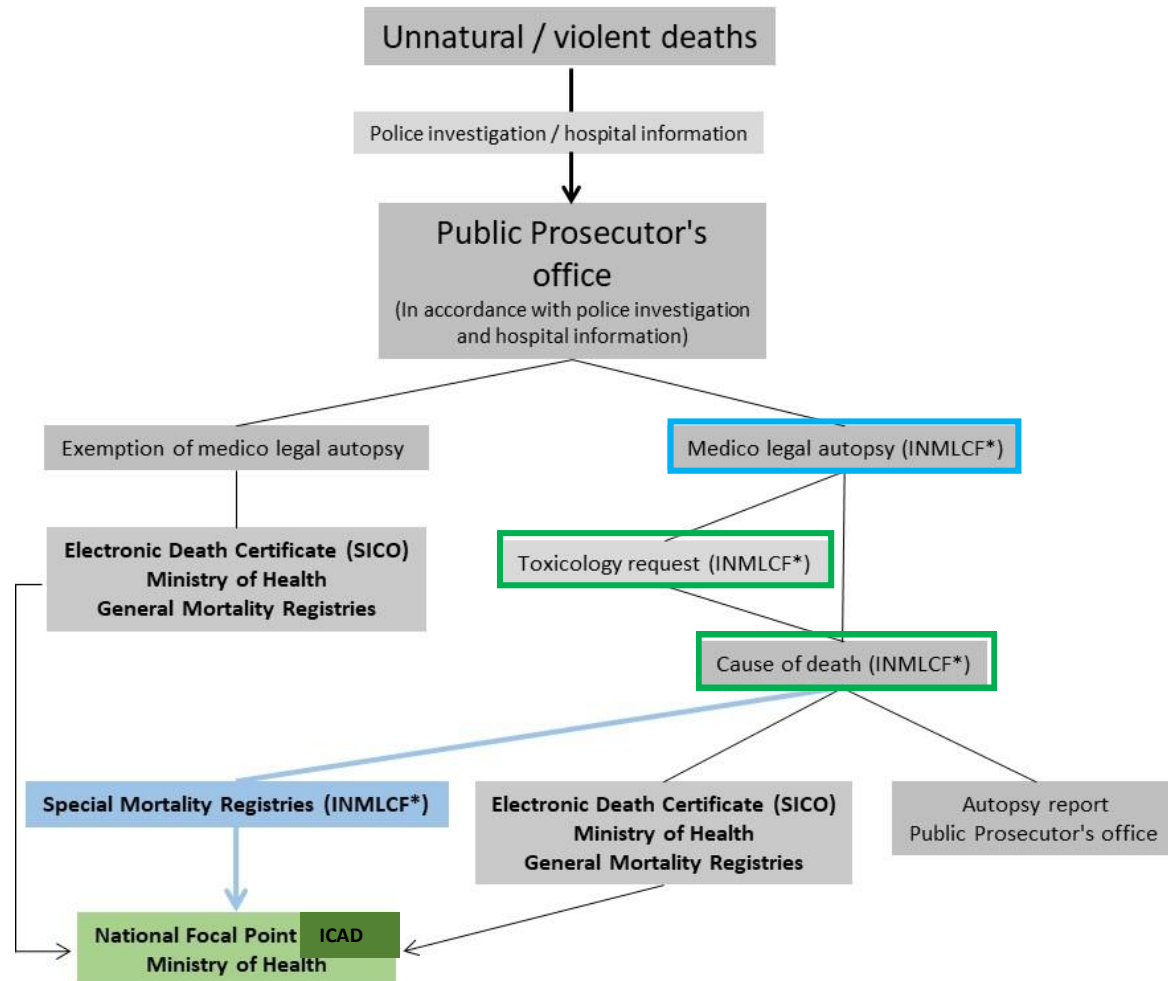 Unnatural / violent deaths
Police investigation / hospital information
Public Prosecutor's
office
(In accordance with police investigation
and hospital information)
Exemption of medico legal autopsy
Medico legal autopsy (INMLCF*)
Electronic Death Certificate (SICO)
Ministry of Health
General Mortality Registries
Toxicology request (INMLCF*)
Cause of death (INMLCF*)
Special Mortality Registries (INMLCF*)
Electronic Death Certificate (SICO)
Ministry of Health
General Mortality Registries
Autopsy report
Public Prosecutor's office
National Focal Point ICAD
Ministry of Health